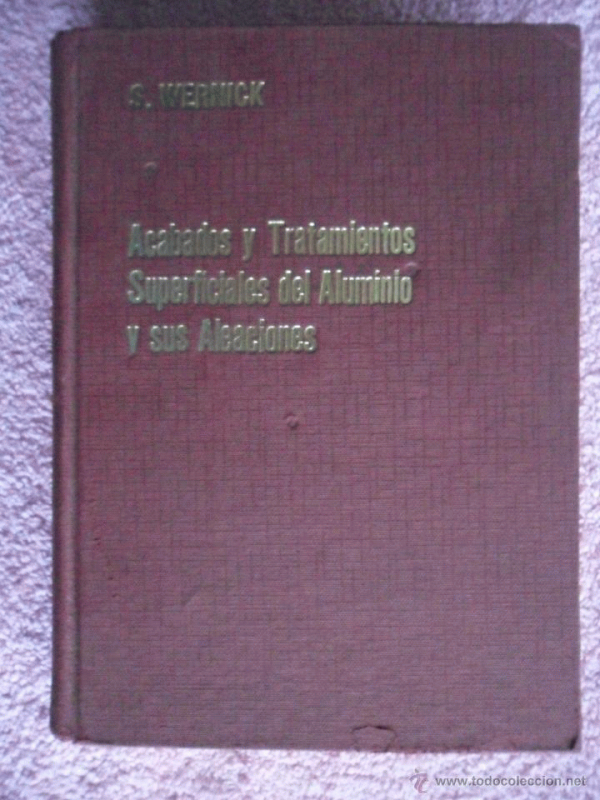 S. WERNICK
Acabados y Tratamientos
Superficiales del Aluminio
y sus Aleaciones
www.todocoleccion.net